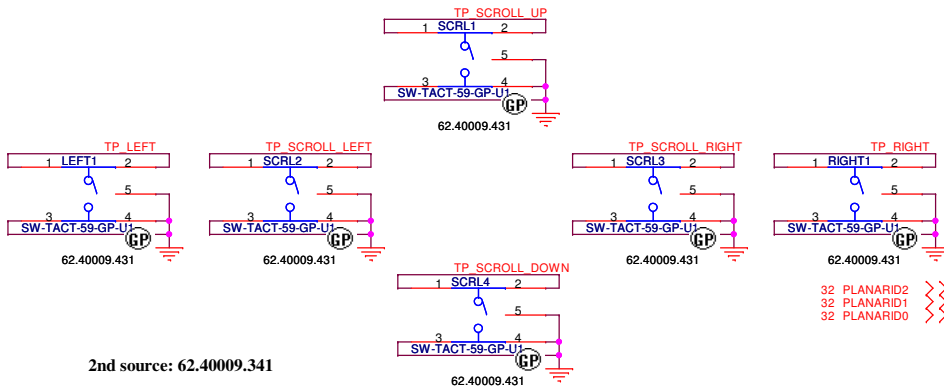 TP_SCROLL_UP
1 SCRL1 2
5
3 4
SW-TACT-59-GP-U1
GP
62.40009.431
TP_LEFT
1 LEFT1 2
5
3 4
SW-TACT-59-GP-U1
GP
62.40009.431
TP_SCROLL_LEFT
1 SCRL2 2
5
3 4
SW-TACT-59-GP-U1
GP
62.40009.431
TP_SCROLL_RIGHT
1 SCRL3 2
5
3 4
SW-TACT-59-GP-U1
GP
62.40009.431
TP_RIGHT
1 RIGHT1 2
5
3 4
SW-TACT-59-GP-U1
GP
62.40009.431
TP_SCROLL_DOWN
1 SCRL4 2
5
3 4
SW-TACT-59-GP-U1
GP
62.40009.431
32 PLANARID2
32 PLANARID1
32 PLANARID0
2nd source: 62.40009.341